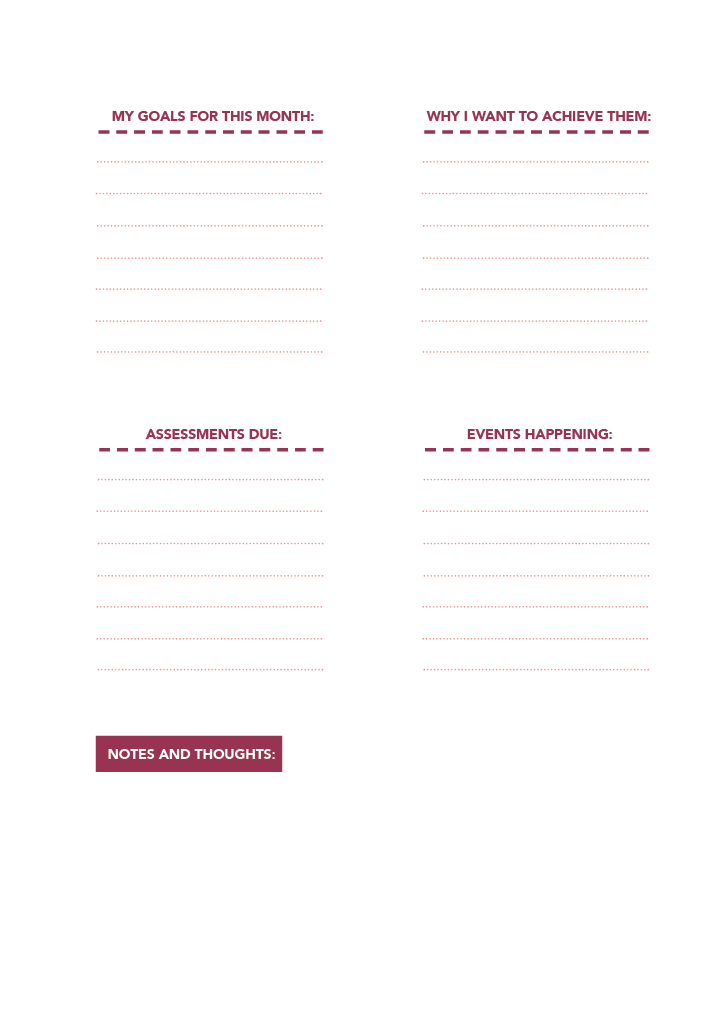 MY GOALS FOR THIS MONTH:
WHY I WANT TO ACHIEVE THEM:
ASSESSMENTS DUE:
EVENTS HAPPENING:
NOTES AND THOUGHTS: